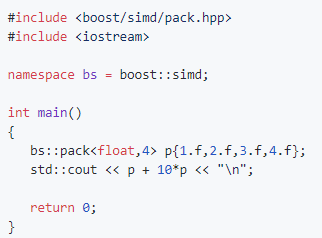 #include <boost/simd/pack.hpp>
#include <iostream>

namespace bs = boost::simd;

int main()
{
   bs::pack<float,4> p{1.f,2.f,3.f,4.f};
   std::cout << p + 10*p << "\n";

   return 0;
}